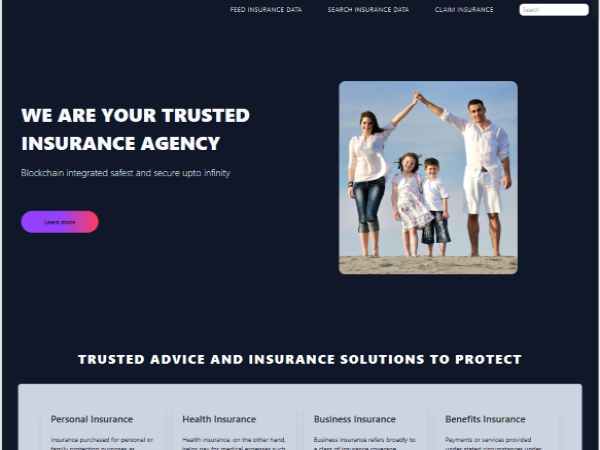 FEED INSURANCE DATA SEARCH INSURANCE DATA CLAIM INSURANCE Search
WE ARE YOUR TRUSTED
INSURANCE AGENCY
Blockchain integrated safest and secure upto infinity
Learn more
TRUSTED ADVICE AND INSURANCE SOLUTIONS TO PROTECT
Personal Insurance
Insurance purchased for personal or
family protection purposes as
Health Insurance
Health insurance, on the other hand,
helps pay for medical expenses such
Business Insurance
Business insurance refers broadly to
a class of insurance coverage
Benefits Insurance
Payments or services provided
under stated circumstances under